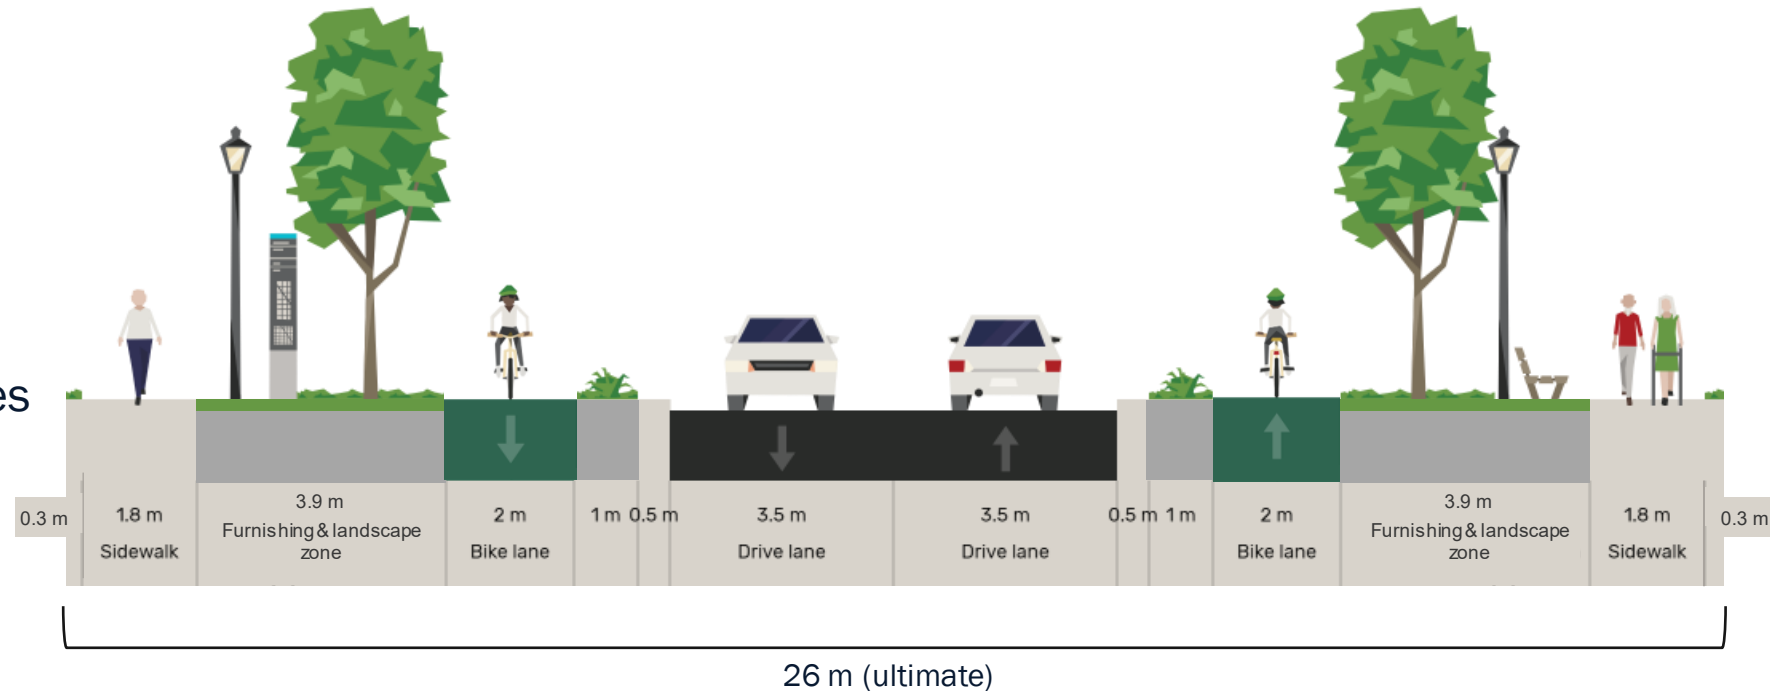 es
0.3 m
1.8 m
Sidewalk
3.9 m
Furnishing & landscape
zone
2 m
Bike lane
1 m
0.5 m
3.5 m
Drive lane
3.5 m
Drive lane
0.5 m
1 m
2 m
Bike lane
3.9 m
Furnishing & landscape
zone
1.8 m
Sidewalk
0.3 m
26 m (ultimate)